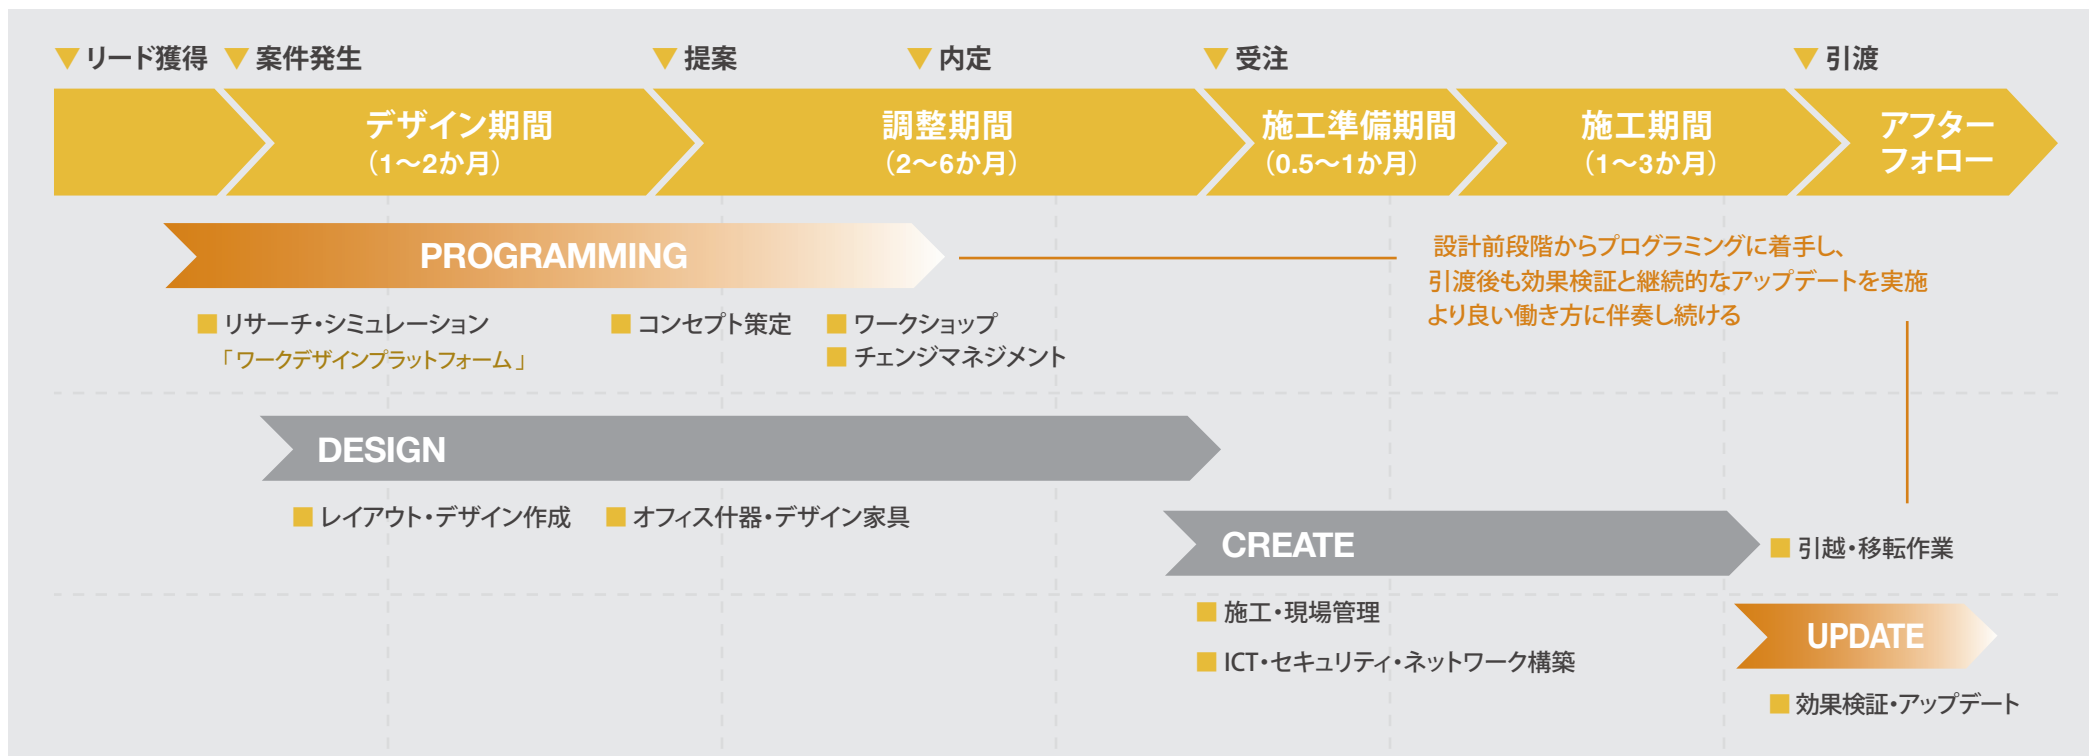 ▼ リード獲得 ▼ 案件発生 ▼ 提案 ▼ 内定 ▼ 受注 ▼ 引渡
デザイン期間
（1〜2か月）
調整期間
（2〜6か月）
施工準備期間
（0.5〜1か月）
施工期間
（1〜3か月）
アフター
フォロー
PROGRAMMING
■ リサーチ・シミュレーション
「ワークデザインプラットフォーム」
■ コンセプト策定
■ ワークショップ
■ チェンジマネジメント
設計前段階からプログラミングに着手し、
引渡後も効果検証と継続的なアップデートを実施
より良い働き方に伴奏し続ける
DESIGN
■ レイアウト・デザイン作成
■ オフィス什器・デザイン家具
CREATE
■ 引越・移転作業
■ 施工・現場管理
■ ICT・セキュリティ・ネットワーク構築
UPDATE
■ 効果検証・アップデート